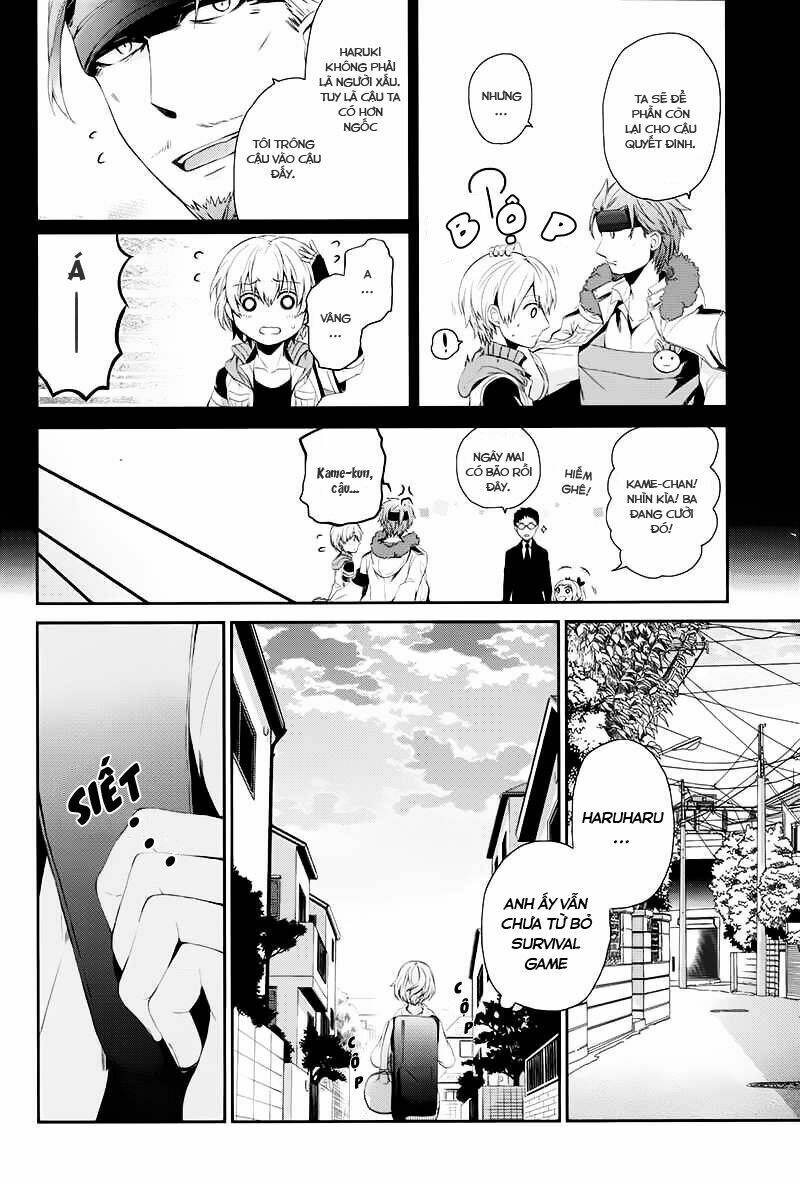 TA SẼ ĐỂ
PHẦN CÒN
LẠI CHO CẬU
QUYẾT ĐỊNH.
NHƯNG
...
BỘP
!
HARUKI
KHÔNG PHẢI
LÀ NGƯỜI XẤU.
TUY LÀ CẬU TA
CÓ HƠN
NGỐC
TÔI TRÔNG
CẬU VÀO CẬU
ĐẤY.
A
...
VÂNG
...
Á
KAME-CHAN!
NHÌN KÌA! BA
ĐANG CƯỜI
ĐÓ!
HIẾM
GHÊ!
NGÀY MAI
CÓ BÃO RỒI
ĐÂY.
Kame-kun,
cậu...
HARUHARU
...
ANH ẤY VẪN
CHƯA TỪ BỎ
SURVIVAL
GAME
CỘP
CỘP
SIẾT
...